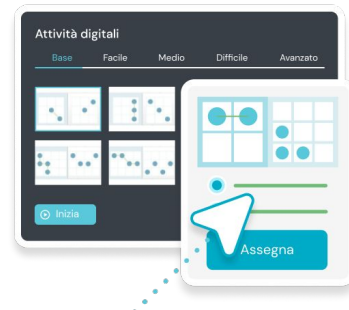 Attività digitali
Base Facile Medio Difficile Avanzato
Inizia
Assegna